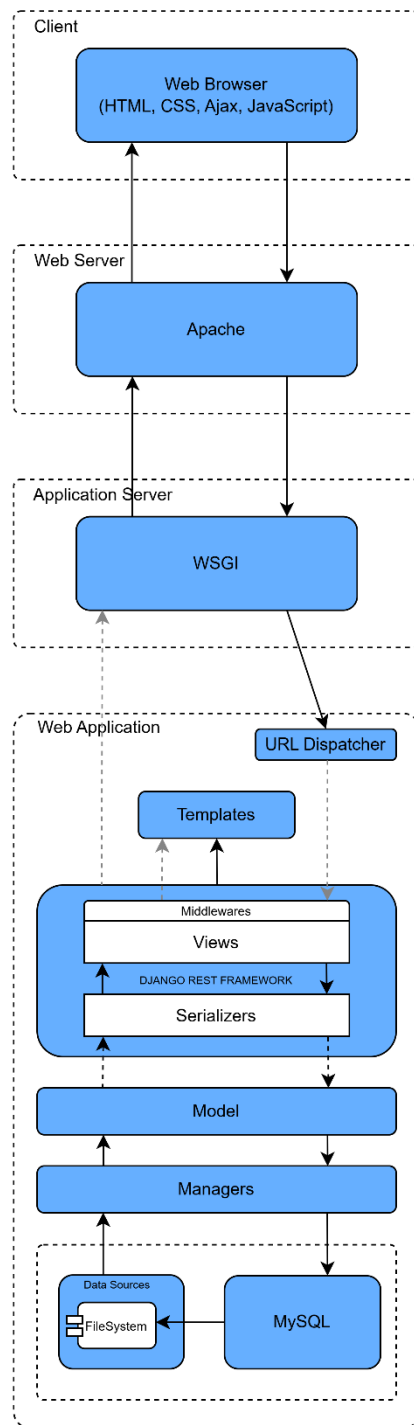 Client
Web Browser
(HTML, CSS, Ajax, JavaScript)
Web Server
Apache
Application Server
WSGI
Web Application
URL Dispatcher
Templates
Middlewares
Views
DJANGO REST FRAMEWORK
Serializers
Model
Managers
Data Sources
FileSystem
MySQL